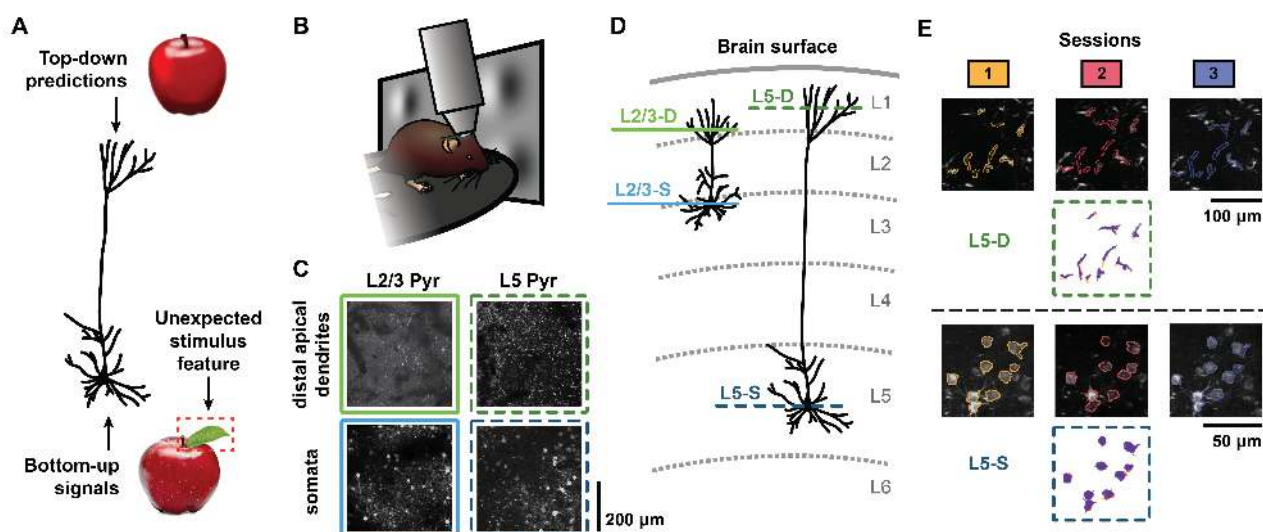 A
Top-down
predictions
Unexpected
stimulus
feature
Bottom-up
signals
B
C
L2/3 Pyr
L5 Pyr
distal apical
dendrites
somata
200 µm
D
Brain surface
L5-D
L2/3-D
L2/3-S
L5-S
L1
L2
L3
L4
L5
L6
E
Sessions
1
2
3
100 µm
L5-D
50 µm
L5-S